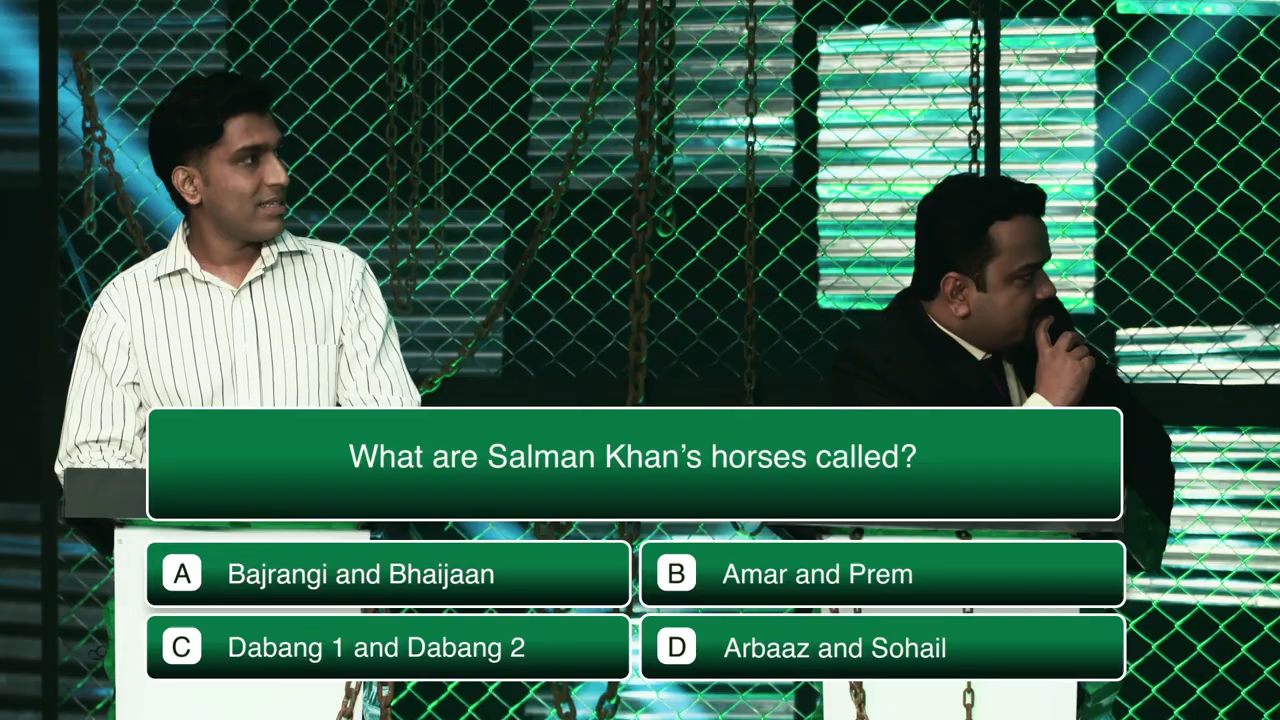 What are Salman Khan’s horses called?
A Bajrangi and Bhaijaan
B Amar and Prem
C Dabang 1 and Dabang 2
D Arbaaz and Sohail